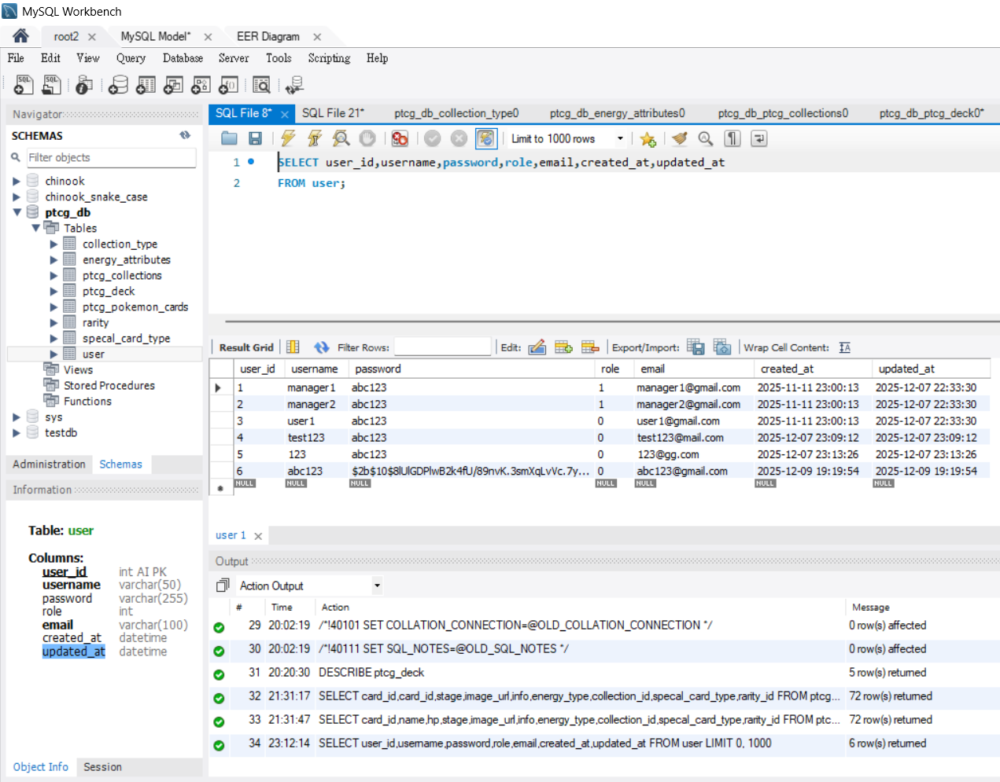 MySQL Workbench
root2
MySQL Model*
EER Diagram
File Edit View Query Database Server Tools Scripting Help
Navigator
SCHEMAS
Filter objects
chinook
chinook_snake_case
ptcg_db
Tables
collection_type
energy_attributes
ptcg_collections
ptcg_deck
ptcg_pokemon_cards
rarity
specal_card_type
user
Views
Stored Procedures
Functions
sys
testdb
Administration Schemas
Information
Table: user
Columns:
user_id int AI PK
username varchar(50)
password varchar(255)
role int
email varchar(100)
created_at datetime
updated_at datetime
Object Info Session
SQL File 8* SQL File 21* ptcg_db_collection_type0 ptcg_db_energy_attributes0 ptcg_db_ptcg_collections0 ptcg_db_ptcg_deck0*
Limit to 1000 rows
1 SELECT user_id,username,password,role,email,created_at,updated_at
2 FROM user;
Result Grid Filter Rows: Edit: Export/Import: Wrap Cell Content:
user_id username password role email created_at updated_at
1 manager1 abc123 1 manager1@gmail.com 2025-11-11 23:00:13 2025-12-07 22:33:30
2 manager2 abc123 1 manager2@gmail.com 2025-11-11 23:00:13 2025-12-07 22:33:30
3 user1 abc123 0 user1@gmail.com 2025-11-11 23:00:13 2025-12-07 22:33:30
4 test123 abc123 0 test123@mail.com 2025-12-07 23:09:12 2025-12-07 23:09:12
5 123 abc123 0 123@gg.com 2025-12-07 23:13:26 2025-12-07 23:13:26
6 abc123 0 abc123@gmail.com 2025-12-09 19:19:54 2025-12-09 19:19:54
NULL NULL NULL NULL NULL NULL NULL
user 1
Output
Action Output
# Time Action Message
29 20:02:19 /*!40101 SET COLLATION_CONNECTION=@OLD_COLLATION_CONNECTION */ 0 row(s) affected
30 20:02:19 /*!40111 SET SQL_NOTES=@OLD_SQL_NOTES */ 0 row(s) affected
31 20:20:30 DESCRIBE ptcg_deck 5 row(s) returned
32 21:31:17 SELECT card_id,card_id,stage,image_url,info,energy_type,collection_id,specal_card_type,rarity_id FROM ptcg... 72 row(s) returned
33 21:31:47 SELECT card_id,name,hp,stage,image_url,info,energy_type,collection_id,specal_card_type,rarity_id FROM ptc... 72 row(s) returned
34 23:12:14 SELECT user_id,username,password,role,email,created_at,updated_at FROM user LIMIT 0, 1000 6 row(s) returned